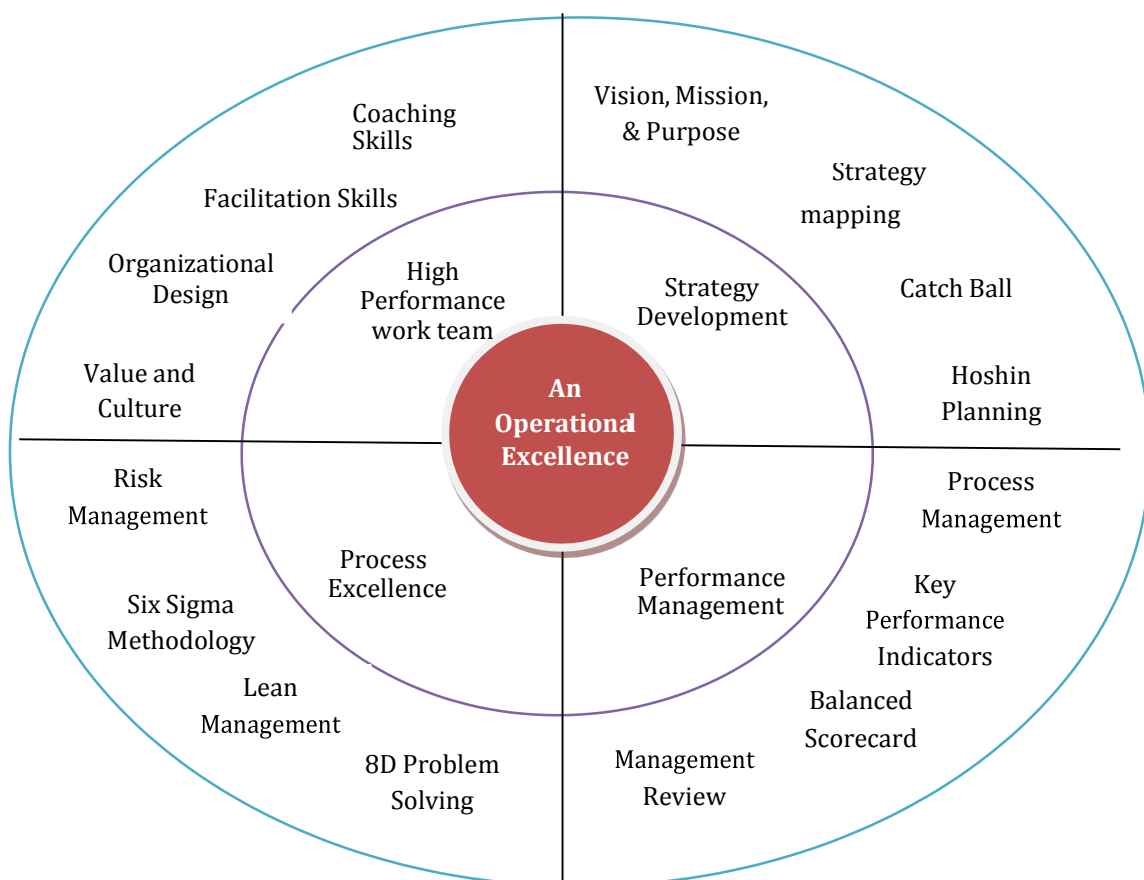 Coaching
Skills
Facilitation Skills
Organizational
Design
Value and
Culture
High
Performance
work team
Vision, Mission,
& Purpose
Strategy
mapping
Catch Ball
Hoshin
Planning
Strategy
Development
An
Operational
Excellence
Risk
Management
Six Sigma
Methodology
Lean
Management
8D Problem
Solving
Process
Excellence
Performance
Management
Process
Management
Key
Performance
Indicators
Balanced
Scorecard
Management
Review